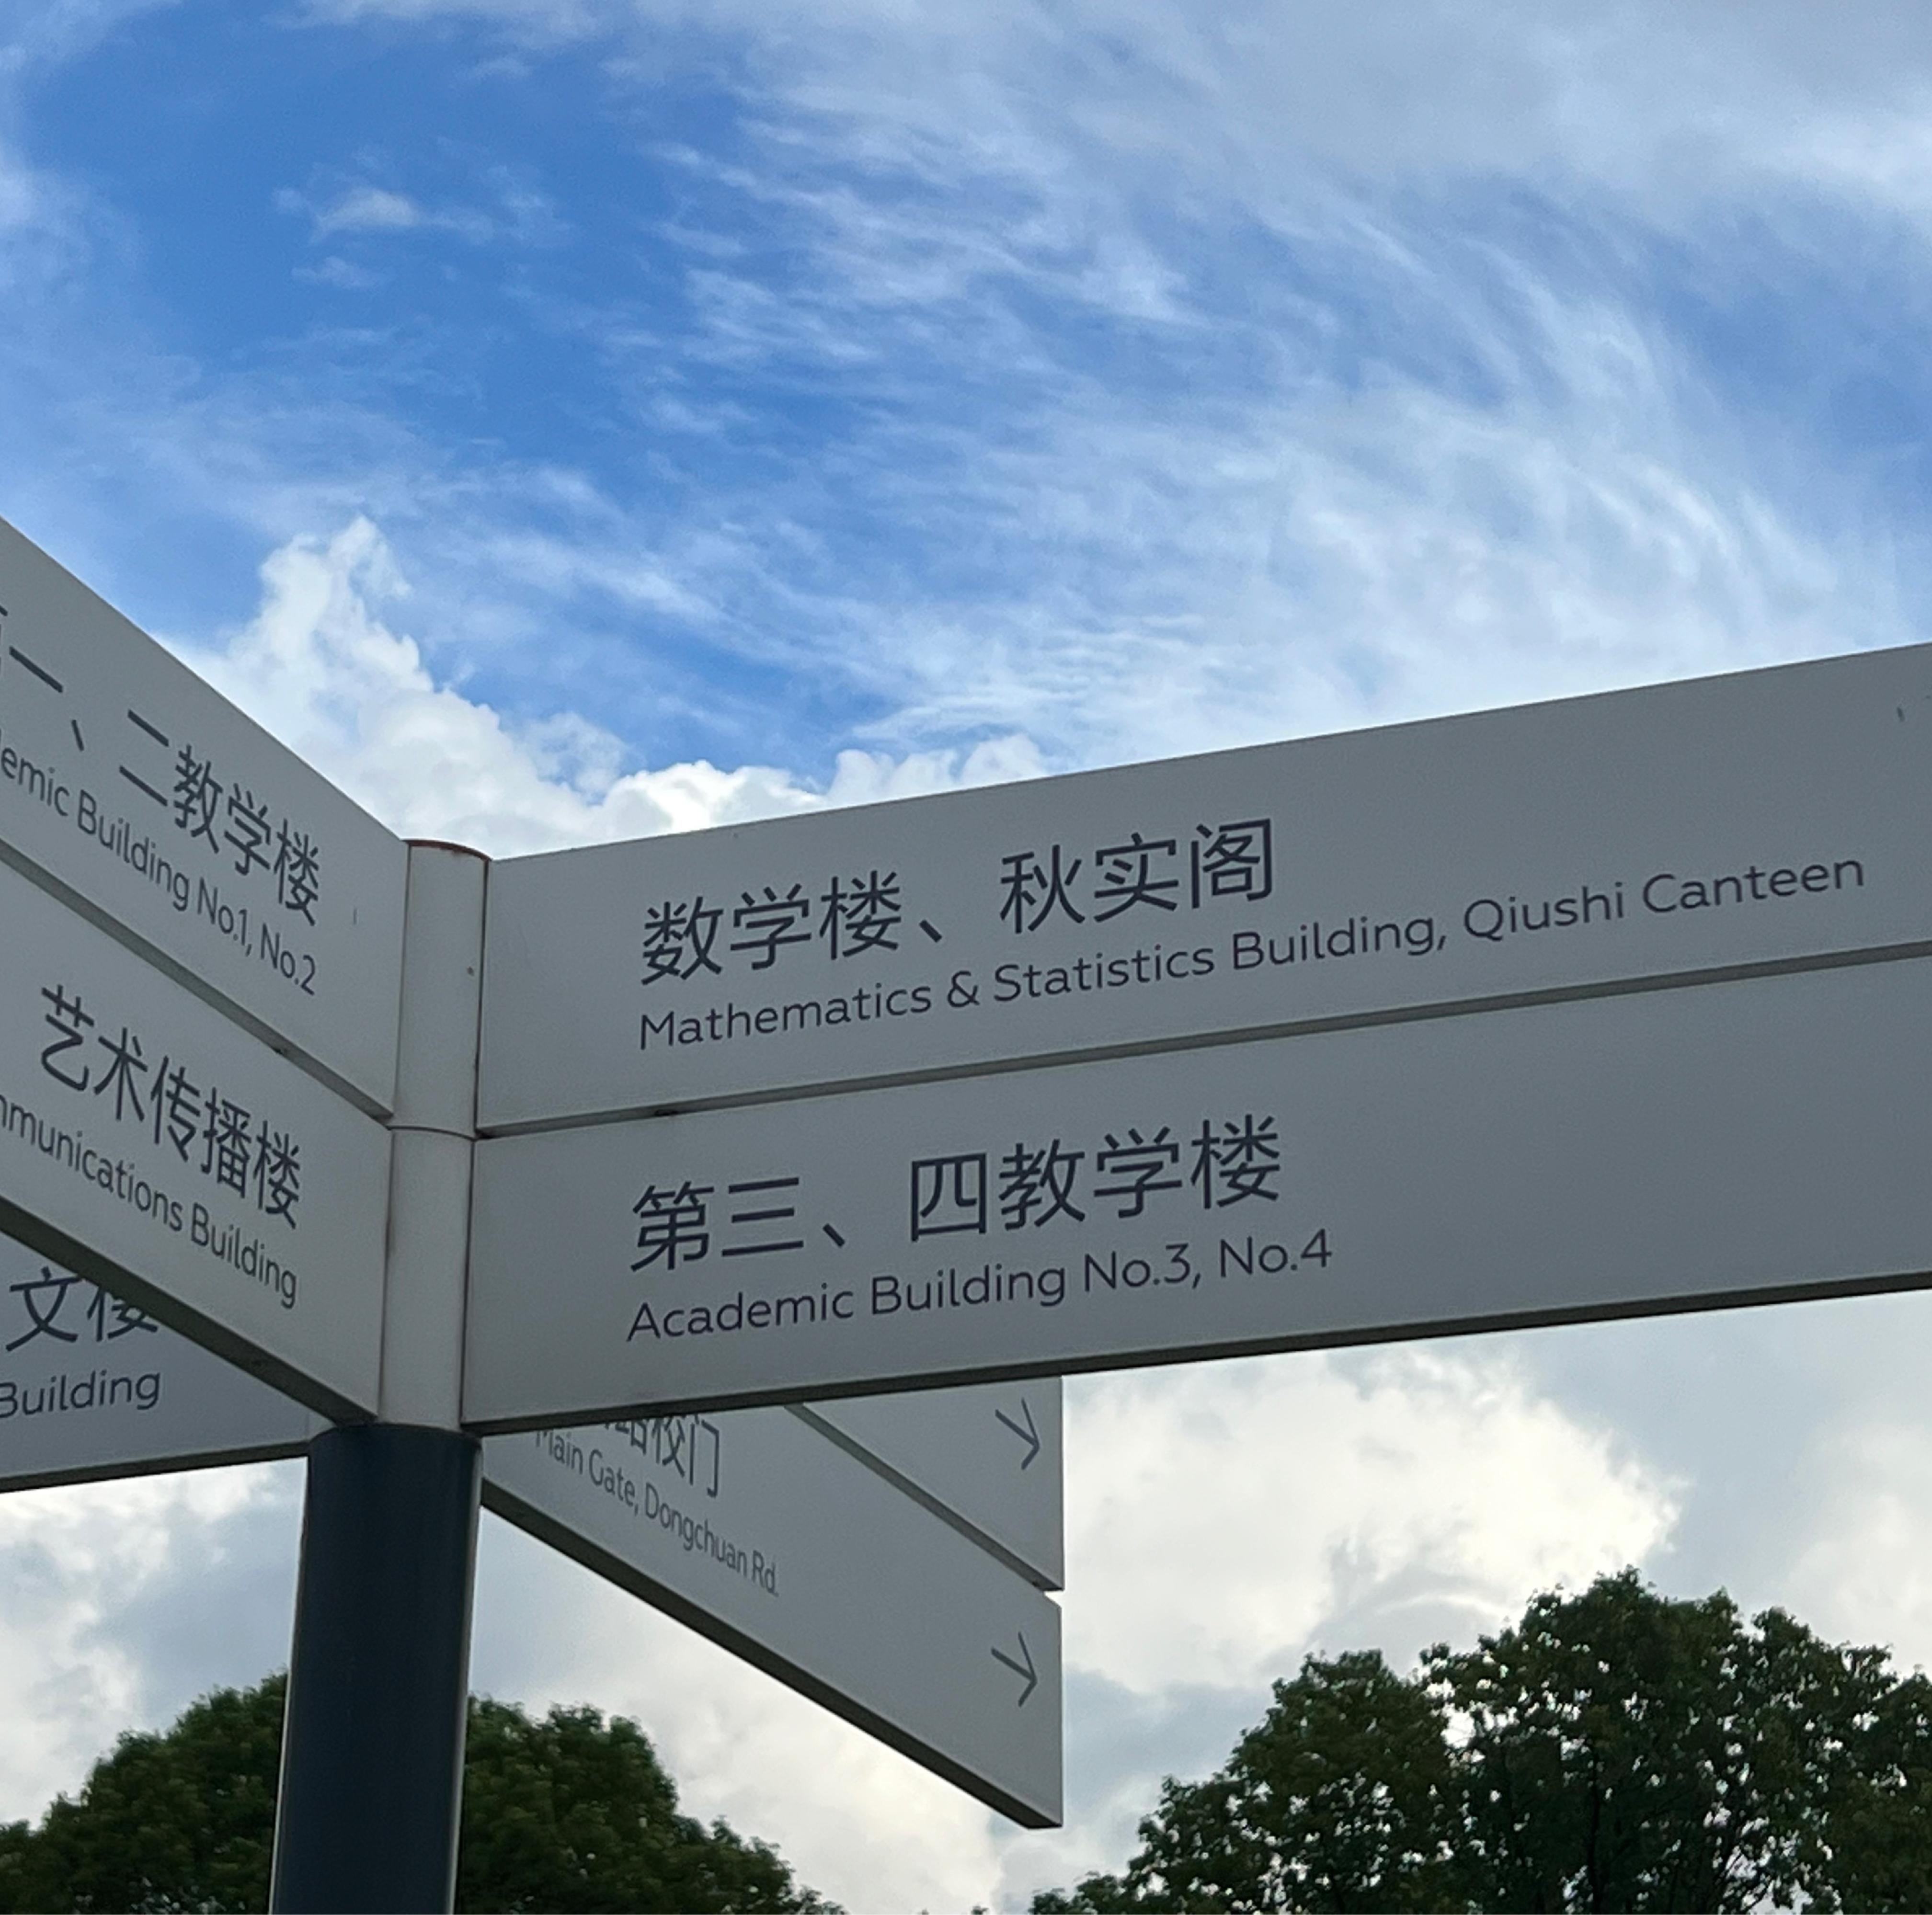 一、二教学楼
Building No.1, No.2
艺术传播楼
Building
文楼
Building
数学楼、秋实阁
Mathematics & Statistics Building, Qiushi Canteen
第三、四教学楼
Academic Building No.3, No.4
校门
Main Gate, Dongchuan Rd.